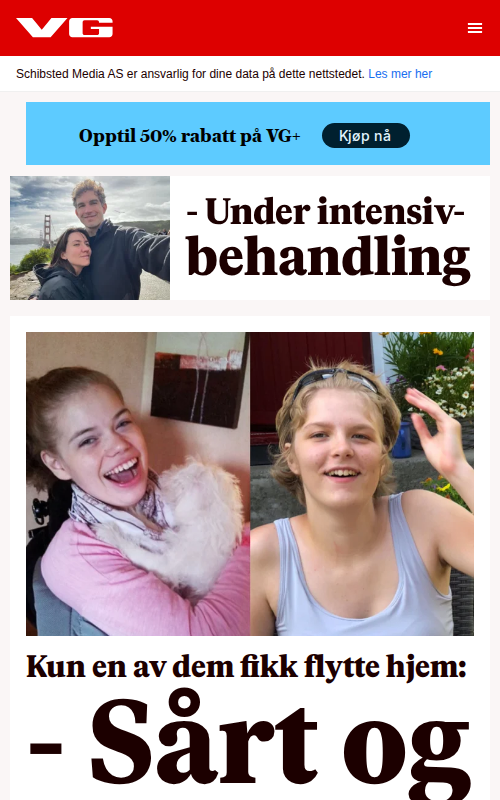 VG
Schibsted Media AS er ansvarlig for dine data på dette nettstedet. Les mer her
Opptil 50% rabatt på VG+ Kjøp nå
- Under intensiv-
behandling
Kun en av dem fikk flytte hjem:
- Sårt og